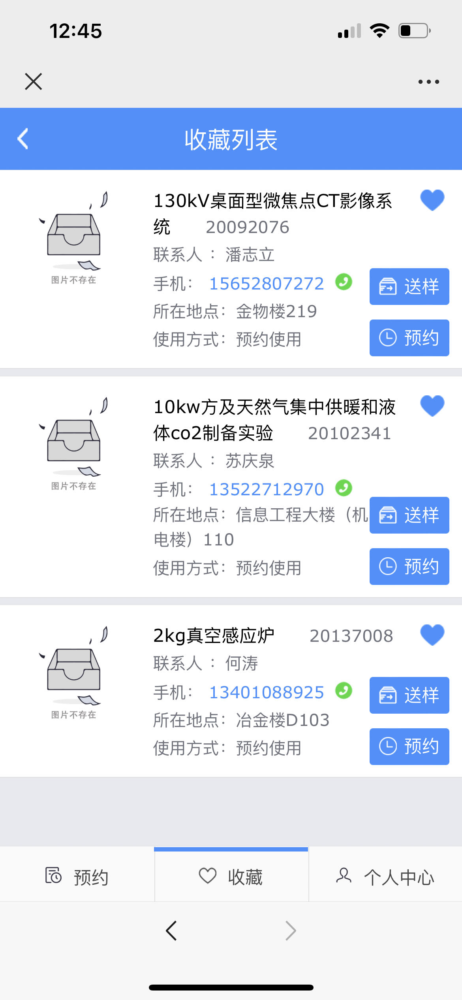 12:45
收藏列表
130kV桌面型微焦点CT影像系
统 20092076
联系人 : 潘志立
手机: 15652807272
送样
所在地点: 金物楼219
使用方式: 预约使用
预约
图片不存在
10kw方及天然气集中供暖和液
体co2制备实验 20102341
联系人 : 苏庆泉
手机: 13522712970
所在地点: 信息工程大楼（机
电楼）110
送样
使用方式: 预约使用
预约
图片不存在
2kg真空感应炉 20137008
联系人 : 何涛
手机: 13401088925
送样
所在地点: 冶金楼D103
使用方式: 预约使用
预约
图片不存在
预约 收藏 个人中心